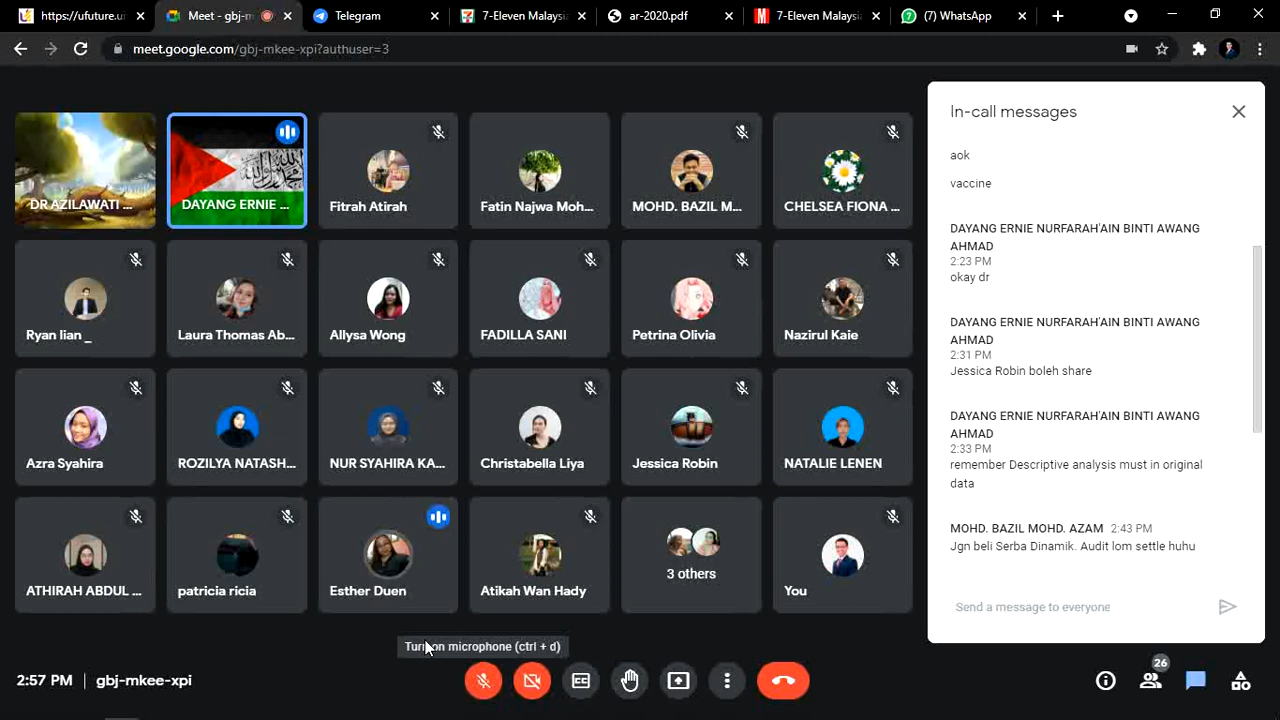 https://ufuture.u
Meet - gbj-m
Telegram
7-Eleven Malaysi
ar-2020.pdf
7-Eleven Malaysi
(7) WhatsApp
meet.google.com/gbj-mkee-xpi?authuser=3
DR AZILAWATI ...
DAYANG ERNIE ...
Fitrah Atirah
Fatin Najwa Moh...
MOHD. BAZIL M...
CHELSEA FIONA ...
Ryan lian _
Laura Thomas Ab...
Allysa Wong
FADILLA SANI
Petrina Olivia
Nazirul Kaie
Azra Syahira
ROZILYA NATASH...
NUR SYAHIRA KA...
Christabella Liya
Jessica Robin
NATALIE LENEN
ATHIRAH ABDUL ...
patricia ricia
Esther Duen
Atikah Wan Hady
3 others
You
In-call messages
aok
vaccine
DAYANG ERNIE NURFARAH'AIN BINTI AWANG
AHMAD
2:23 PM
okay dr
DAYANG ERNIE NURFARAH'AIN BINTI AWANG
AHMAD
2:31 PM
Jessica Robin boleh share
DAYANG ERNIE NURFARAH'AIN BINTI AWANG
AHMAD
2:33 PM
remember Descriptive analysis must in original
data
MOHD. BAZIL MOHD. AZAM 2:43 PM
Jgn beli Serba Dinamik. Audit lom settle huhu
Send a message to everyone
Turn on microphone (ctrl + d)
2:57 PM | gbj-mkee-xpi
26